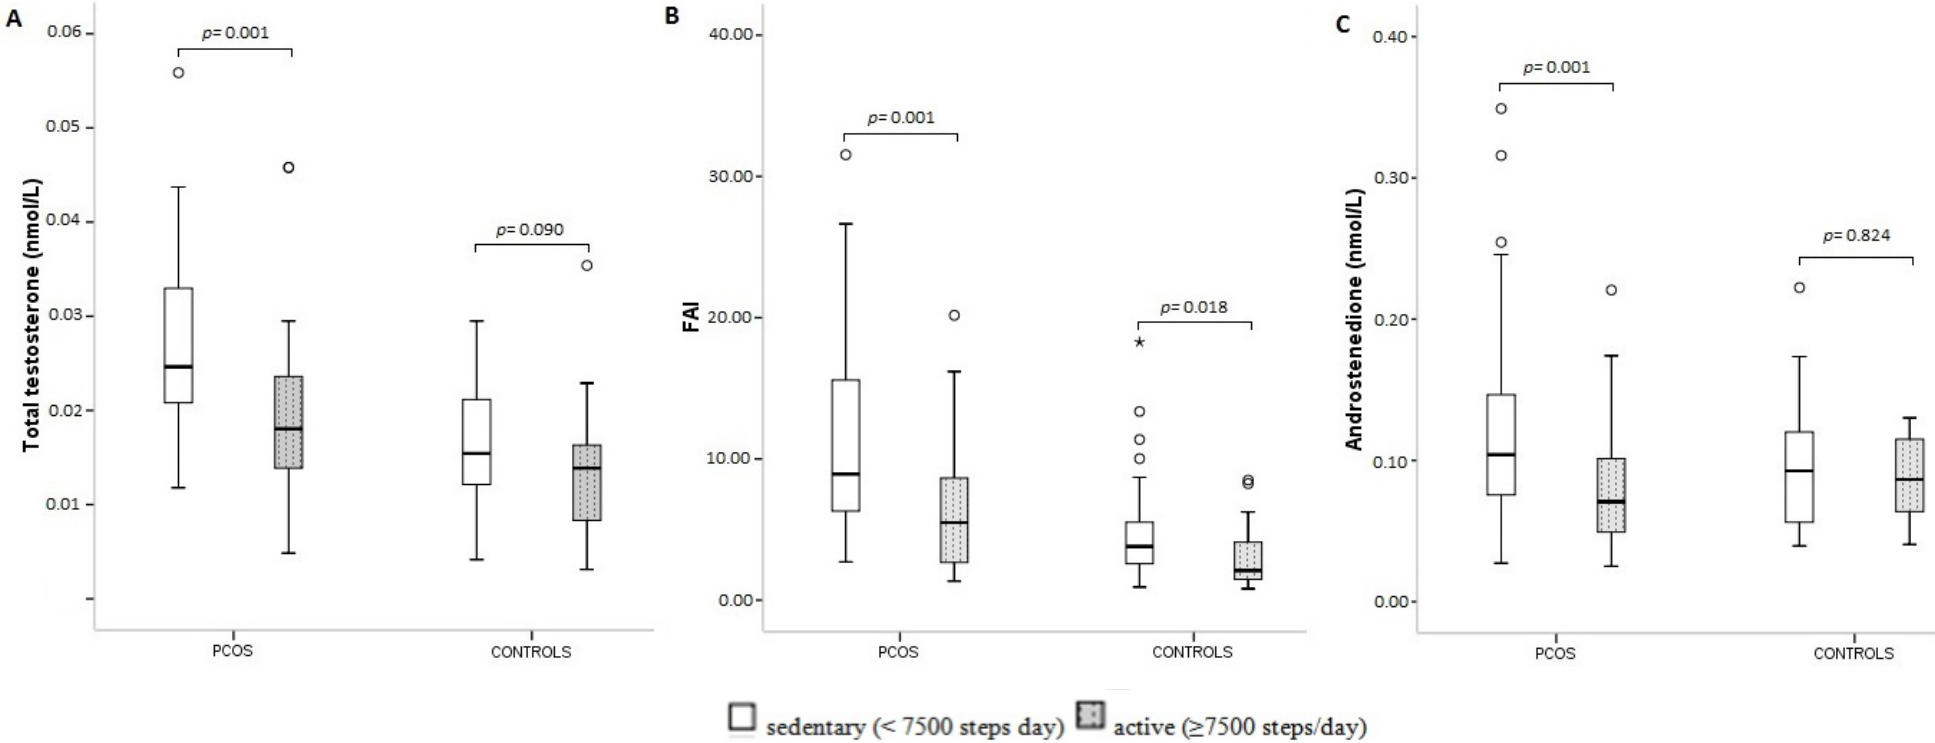 A
p= 0.001
p= 0.090
0.06
0.05
0.04
0.03
0.02
0.01
Total testosterone (nmol/L)
PCOS
CONTROLS
B
p= 0.001
p= 0.018
40.00
30.00
20.00
10.00
0.00
FAI
PCOS
CONTROLS
C
p= 0.001
p= 0.824
0.40
0.30
0.20
0.10
0.00
Androstenedione (nmol/L)
PCOS
CONTROLS
sedentary (< 7500 steps day) active (≥7500 steps/day)